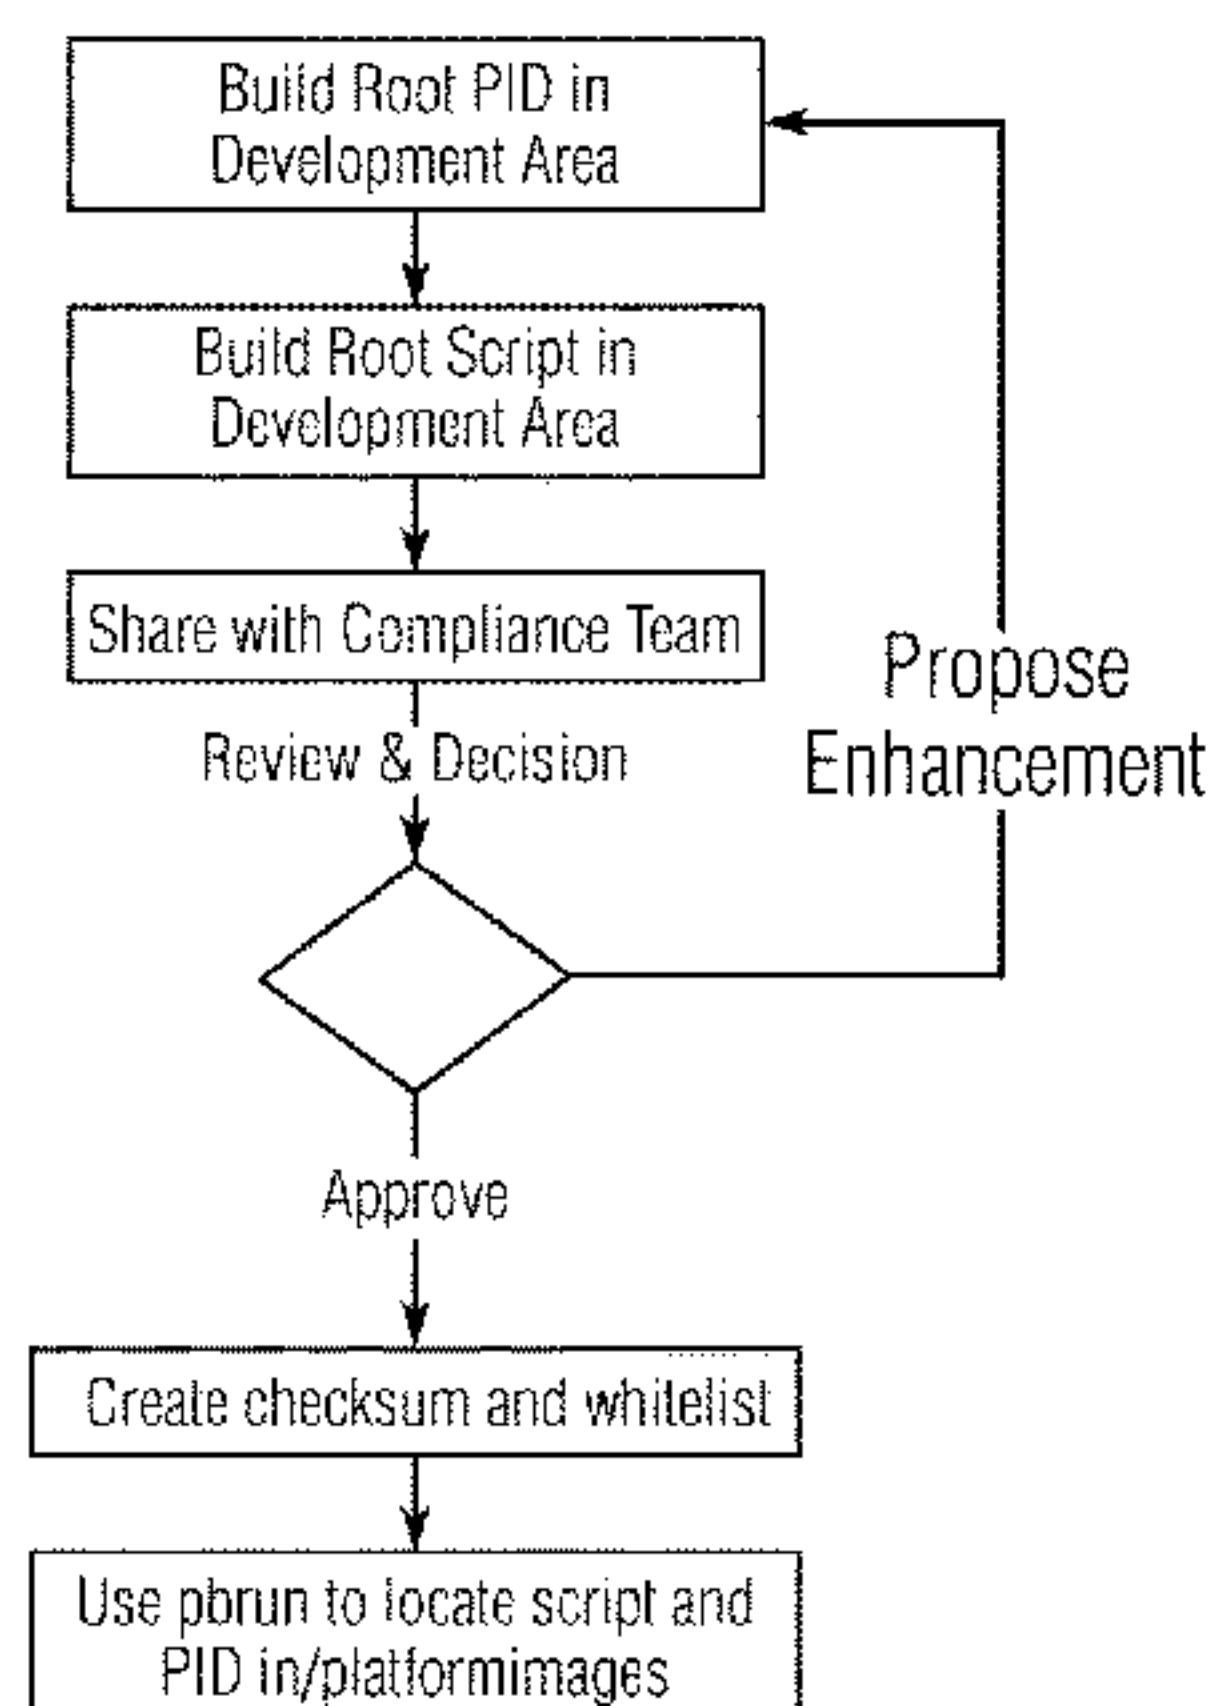 Build Root PID in
Development Area
Build Root Script in
Development Area
Share with Compliance Team
Propose
Enhancement
Review & Decision
Approve
Create checksum and whitelist
Use pbrun to locate script and
PID in/platformimages